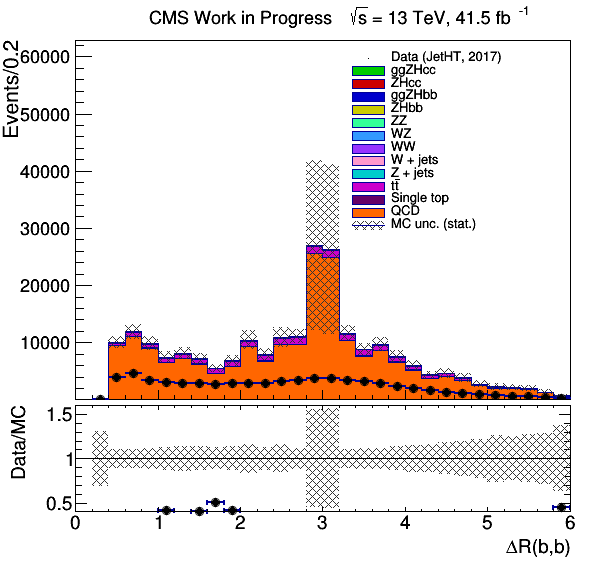 CMS Work in Progress √s = 13 TeV, 41.5 fb⁻¹
Events/0.2
60000
50000
40000
30000
20000
10000
Data (JetHT, 2017)
ggZHcc
ZHcc
ggZHbb
ZHbb
ZZ
WZ
WW
W + jets
Z + jets
tt̄
Single top
QCD
MC unc. (stat.)
Data/MC
1.5
1
0.5
0 1 2 3 4 5 6
ΔR(b,b)